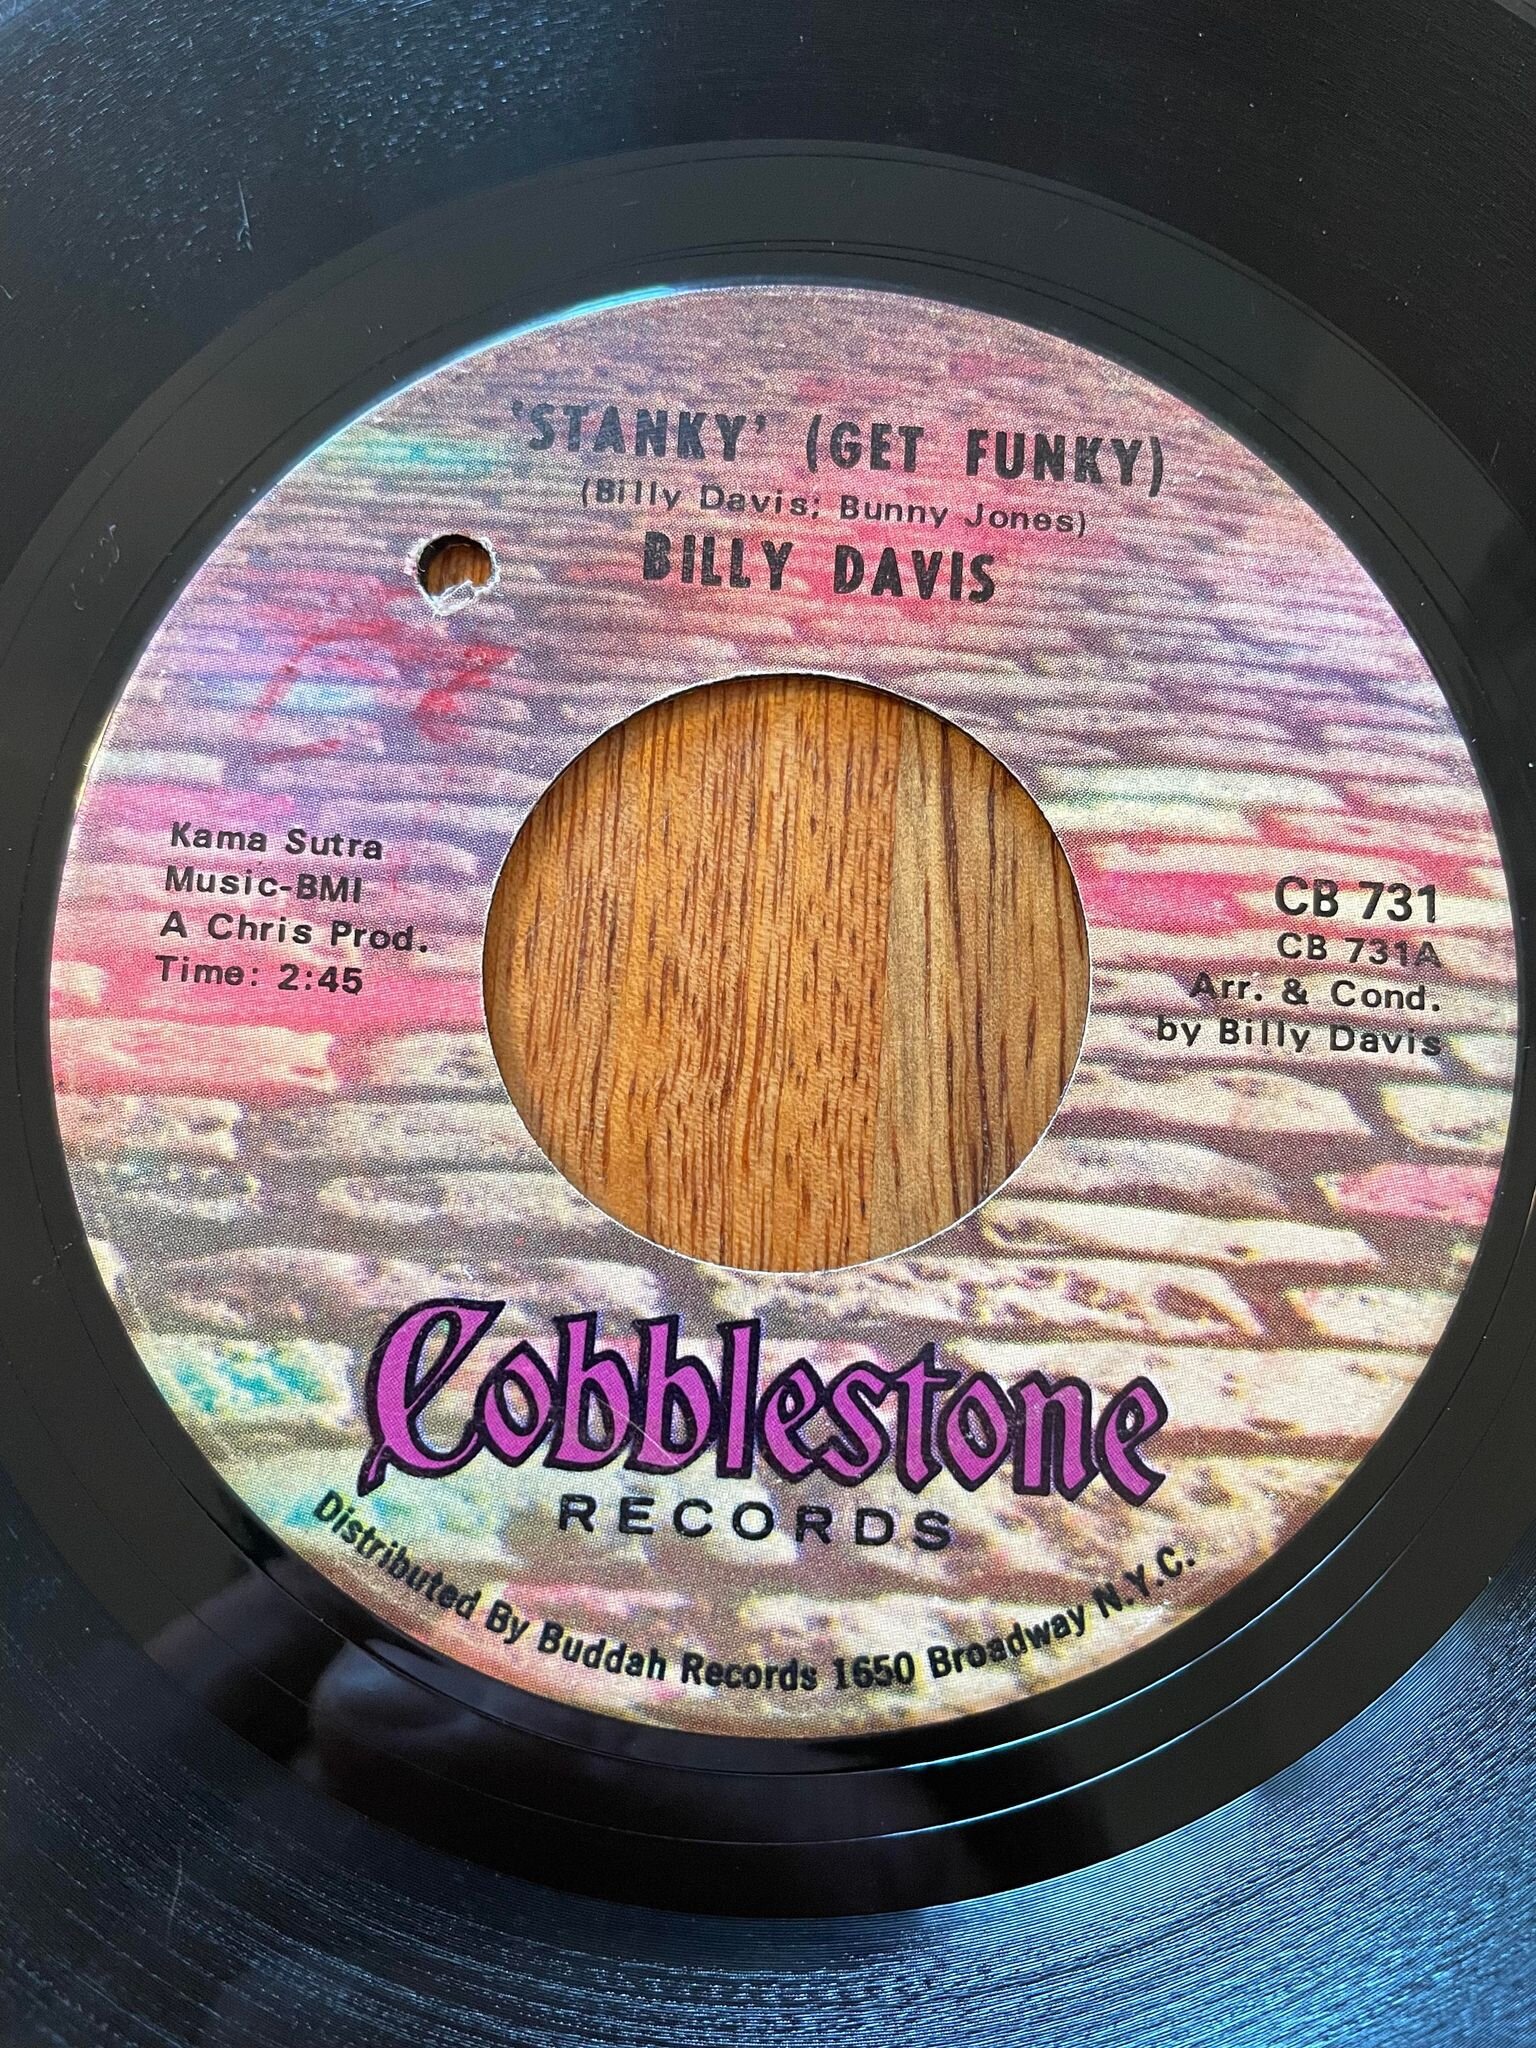 'STANKY' (GET FUNKY)
(Billy Davis; Bunny Jones)
BILLY DAVIS
Kama Sutra
Music-BMI
A Chris Prod.
Time: 2:45
CB 731
CB 731A
Arr. & Cond.
by Billy Davis
Cobblestone
RECORDS
Distributed By Buddah Records 1650 Broadway N.Y.C.